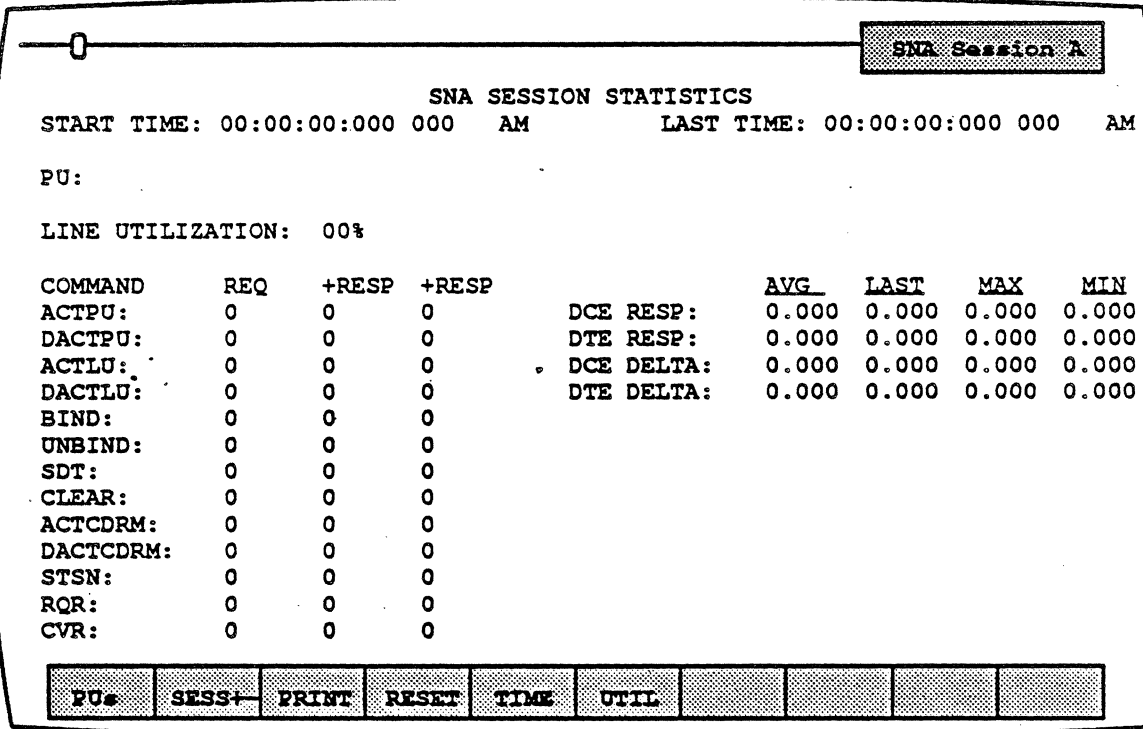 SNA Session A
SNA SESSION STATISTICS
START TIME: 00:00:00:000 000 AM LAST TIME: 00:00:00:000 000 AM
PU:
LINE UTILIZATION: 00%
COMMAND REQ +RESP +RESP AVG LAST MAX MIN
ACTPU: 0 0 0 DCE RESP: 0.000 0.000 0.000 0.000
DACTPU: 0 0 0 DTE RESP: 0.000 0.000 0.000 0.000
ACTLU: 0 0 0 DCE DELTA: 0.000 0.000 0.000 0.000
DACTLU: 0 0 0 DTE DELTA: 0.000 0.000 0.000 0.000
BIND: 0 0 0
UNBIND: 0 0 0
SDT: 0 0 0
CLEAR: 0 0 0
ACTCDRM: 0 0 0
DACTCDRM: 0 0 0
STSN: 0 0 0
RQR: 0 0 0
CVR: 0 0 0
PUs SESS+- PRINT RESET TIME UTIL